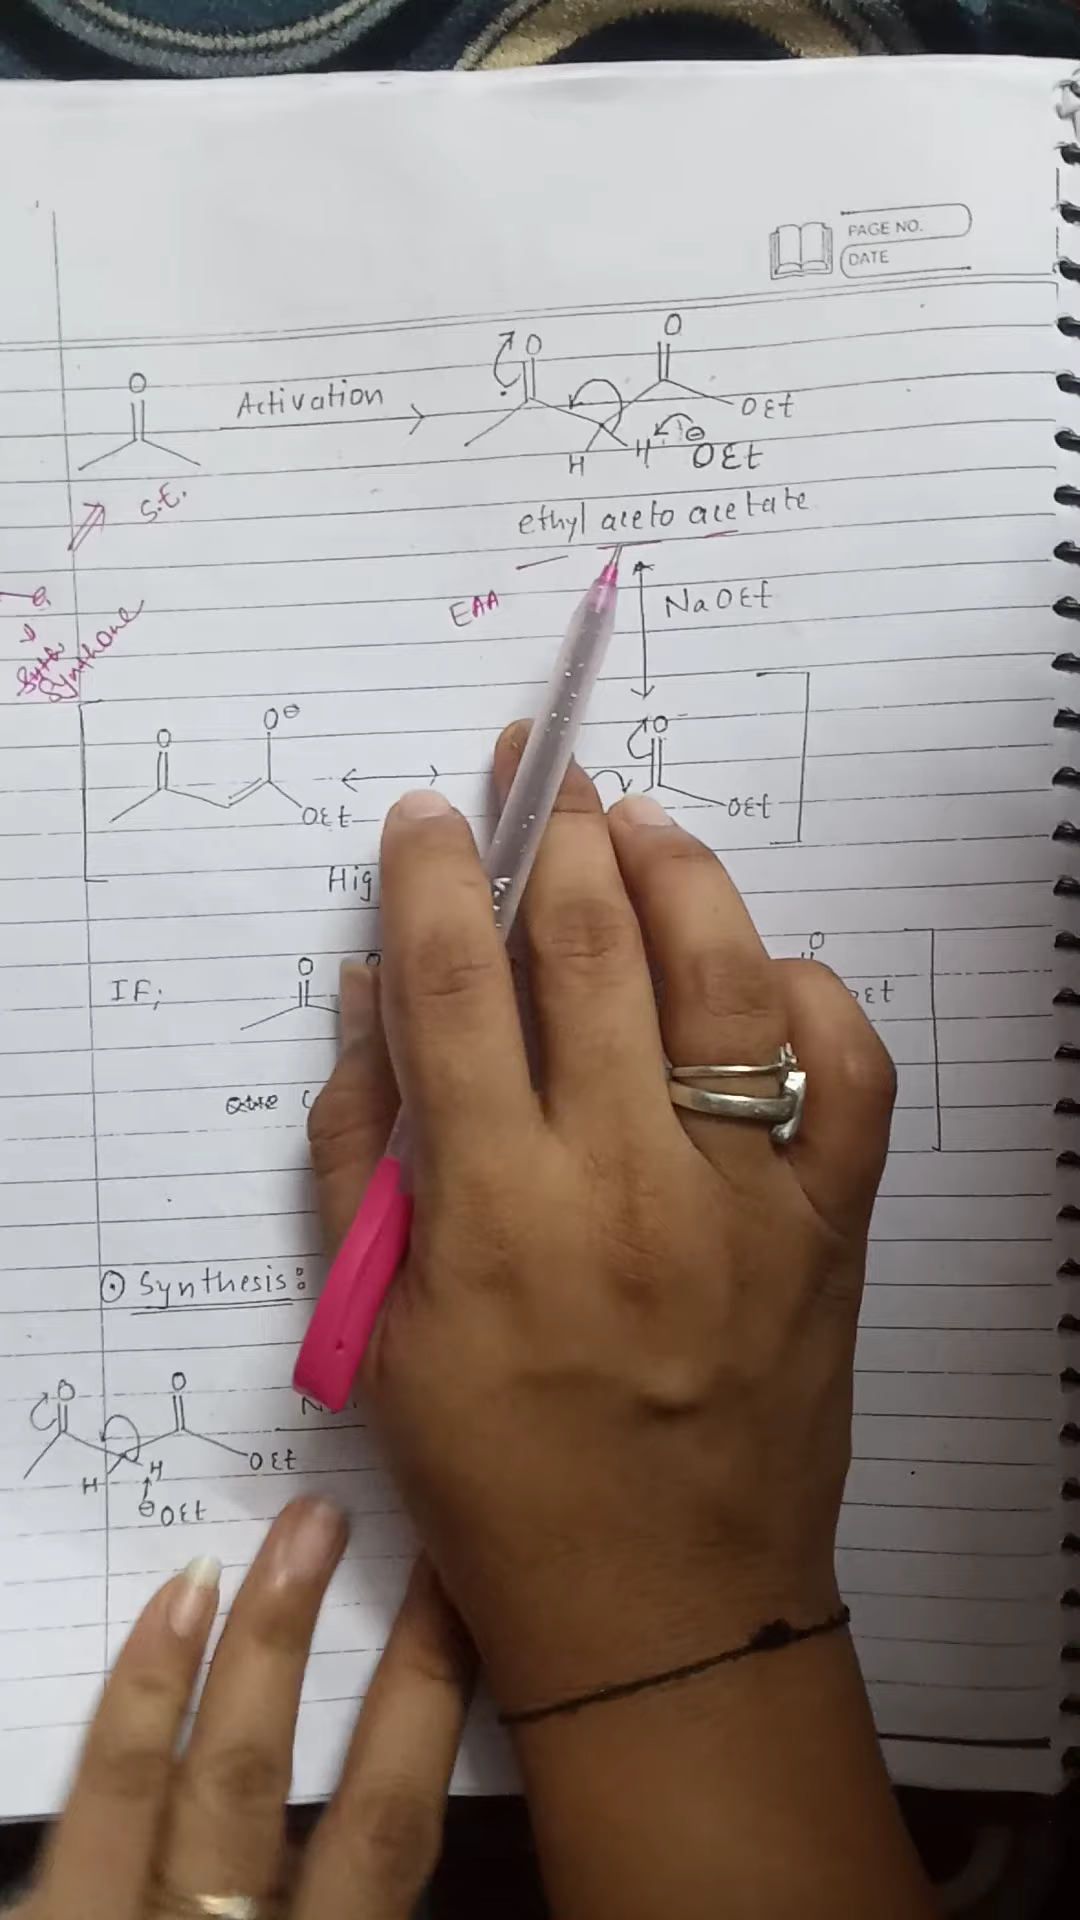 PAGE NO.
DATE
O
Activation
O
O
OEt
H
H
⊖
OEt
S.E.
ethyl aceto acetate
EAA
NaOEt
Synthone
O
O⊖
OEt
O
OEt
Hig
IF;
O
O
O
OEt
⊙ Synthesis:
O
O
OEt
H
H
⊖OEt